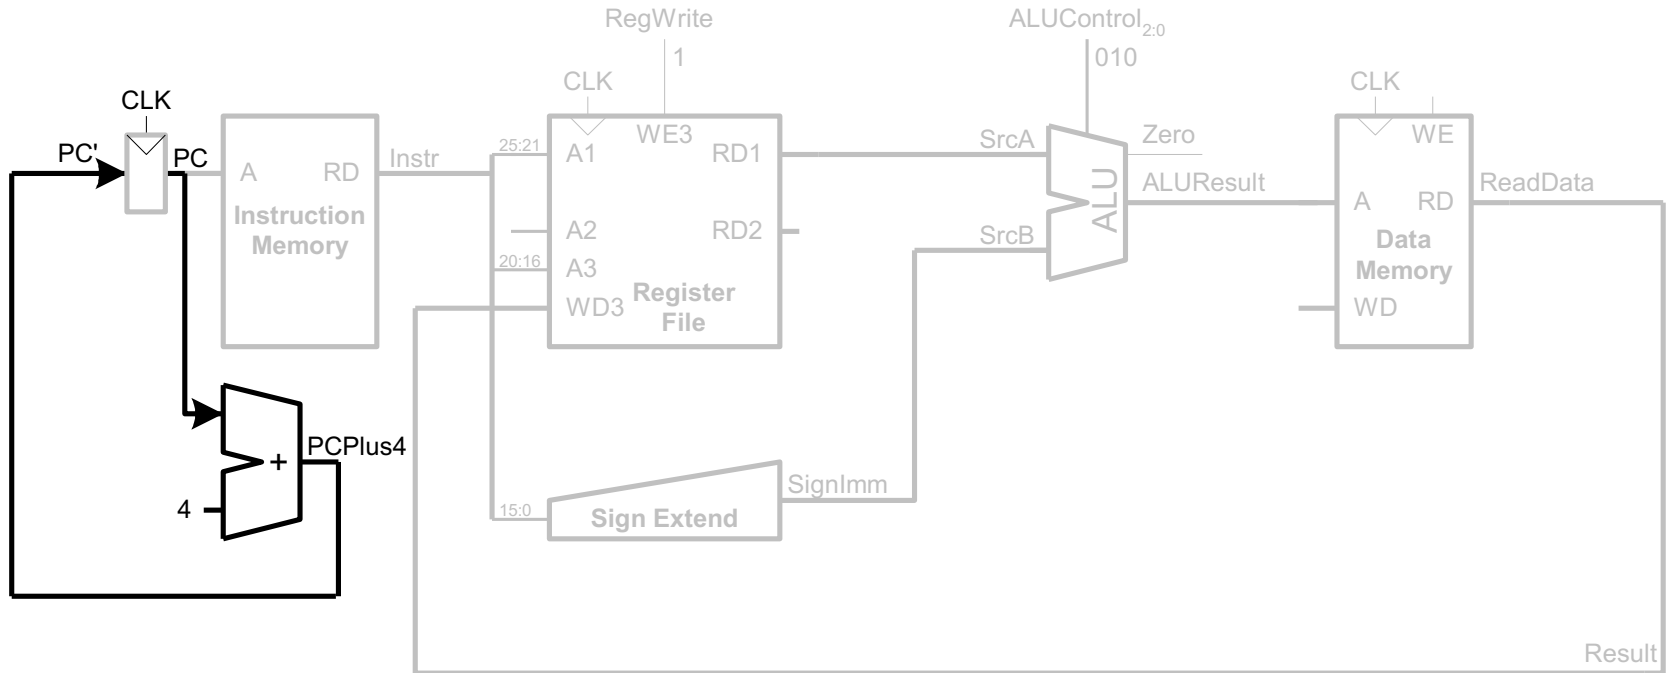 RegWrite
ALUControl2:0
1
010
CLK
CLK
CLK
CLK
WE3
WE
Zero
25:21
A1
RD1
SrcA
PC'
PC
A
RD
Instr
ALU
ALUResult
ReadData
Instruction
Memory
A
RD
A2
RD2
SrcB
Data
Memory
20:16
A3
Register
File
WD3
WD
PCPlus4
+
4
SignImm
15:0
Sign Extend
Result